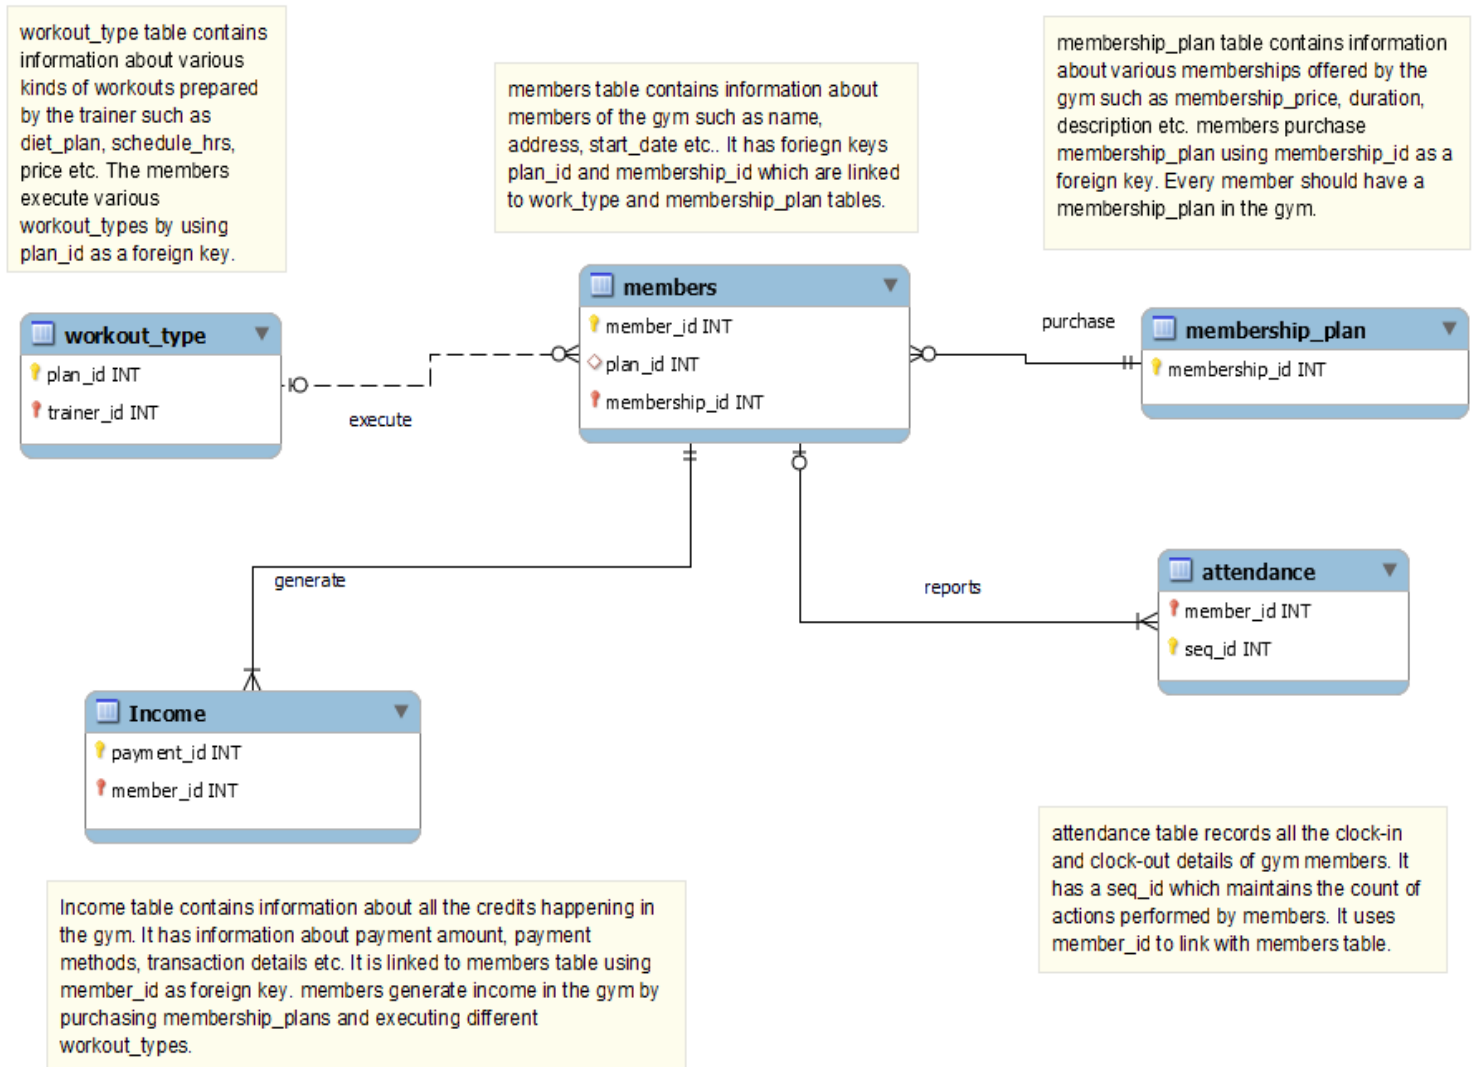 workout_type table contains
information about various
kinds of workouts prepared
by the trainer such as
diet_plan, schedule_hrs,
price etc. The members
execute various
workout_types by using
plan_id as a foreign key.
members table contains information about
members of the gym such as name,
address, start_date etc.. It has foriegn keys
plan_id and membership_id which are linked
to work_type and membership_plan tables.
membership_plan table contains information
about various memberships offered by the
gym such as membership_price, duration,
description etc. members purchase
membership_plan using membership_id as a
foreign key. Every member should have a
membership_plan in the gym.
workout_type
plan_id INT
trainer_id INT
execute
members
member_id INT
plan_id INT
membership_id INT
purchase
membership_plan
membership_id INT
generate
reports
attendance
member_id INT
seq_id INT
Income
payment_id INT
member_id INT
attendance table records all the clock-in
and clock-out details of gym members. It
has a seq_id which maintains the count of
actions performed by members. It uses
member_id to link with members table.
Income table contains information about all the credits happening in
the gym. It has information about payment amount, payment
methods, transaction details etc. It is linked to members table using
member_id as foreign key. members generate income in the gym by
purchasing membership_plans and executing different
workout_types.